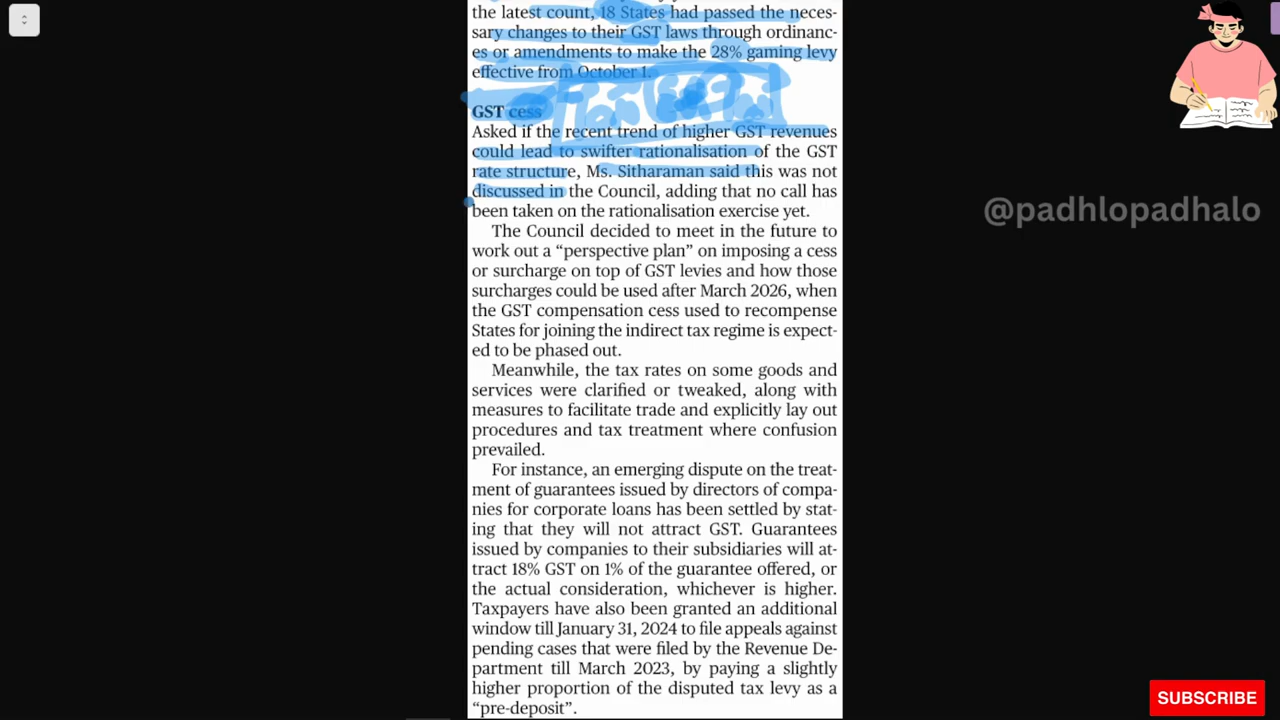 the latest count, 18 States had passed the neces-
sary changes to their GST laws through ordinanc-
es or amendments to make the 28% gaming levy
effective from October 1.
GST cess
Asked if the recent trend of higher GST revenues
could lead to swifter rationalisation of the GST
rate structure, Ms. Sitharaman said this was not
discussed in the Council, adding that no call has
been taken on the rationalisation exercise yet.
The Council decided to meet in the future to
work out a “perspective plan” on imposing a cess
or surcharge on top of GST levies and how those
surcharges could be used after March 2026, when
the GST compensation cess used to recompense
States for joining the indirect tax regime is expect-
ed to be phased out.
Meanwhile, the tax rates on some goods and
services were clarified or tweaked, along with
measures to facilitate trade and explicitly lay out
procedures and tax treatment where confusion
prevailed.
For instance, an emerging dispute on the treat-
ment of guarantees issued by directors of compa-
nies for corporate loans has been settled by stat-
ing that they will not attract GST. Guarantees
issued by companies to their subsidiaries will at-
tract 18% GST on 1% of the guarantee offered, or
the actual consideration, whichever is higher.
Taxpayers have also been granted an additional
window till January 31, 2024 to file appeals against
pending cases that were filed by the Revenue De-
partment till March 2023, by paying a slightly
higher proportion of the disputed tax levy as a
“pre-deposit”.
@padhlopadhalo
SUBSCRIBE